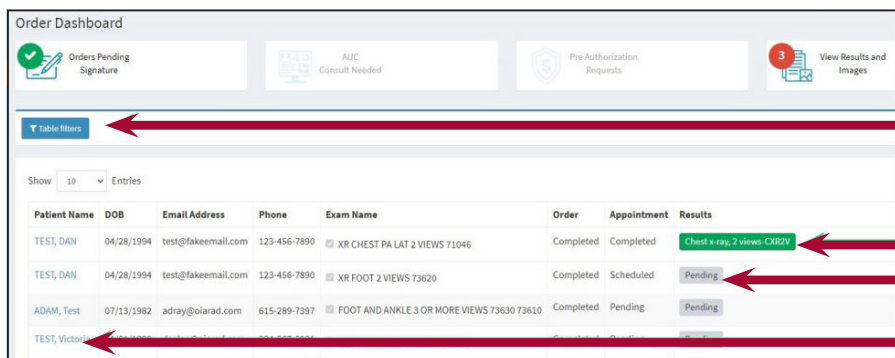 Order Dashboard
Orders Pending
Signature
AUC
Consult Needed
Pre Authorization
Requests
3
View Results and
Images
Table filters
Show 10 Entries
Patient Name DOB Email Address Phone Exam Name Order Appointment Results
TEST, DAN 04/28/1994 test@fakeemail.com 123-456-7890 XR CHEST PA LAT 2 VIEWS 71046 Completed Completed Chest x-ray, 2 views-CXR2V
TEST, DAN 04/28/1994 test@fakeemail.com 123-456-7890 XR FOOT 2 VIEWS 73620 Completed Scheduled Pending
ADAM, Test 07/13/1982 adray@oiarad.com 615-289-7397 FOOT AND ANKLE 3 OR MORE VIEWS 73630 73610 Completed Pending Pending
TEST, Victoria